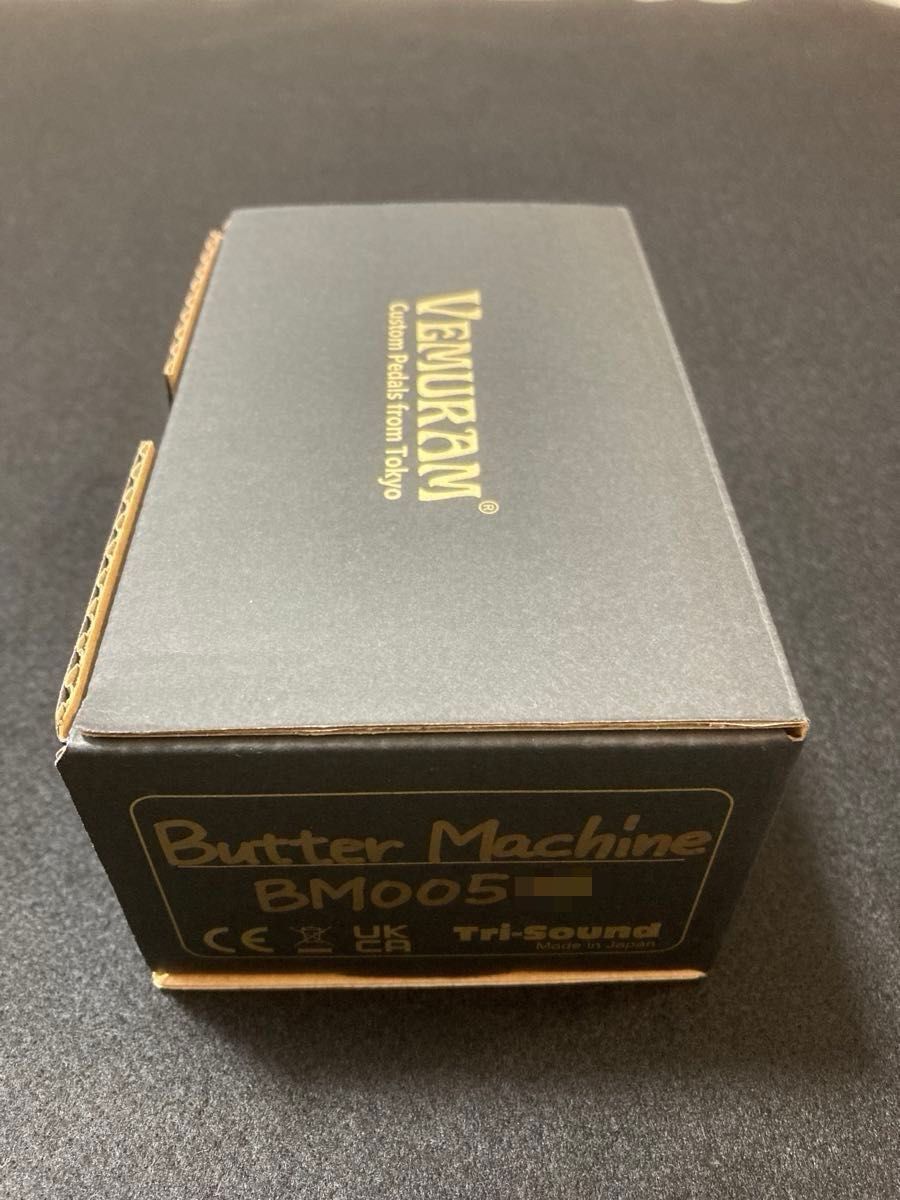 VEMURAM®
Custom Pedals from Tokyo
Butter Machine
BM005
CE UK CA Tri-Sound
Made in Japan